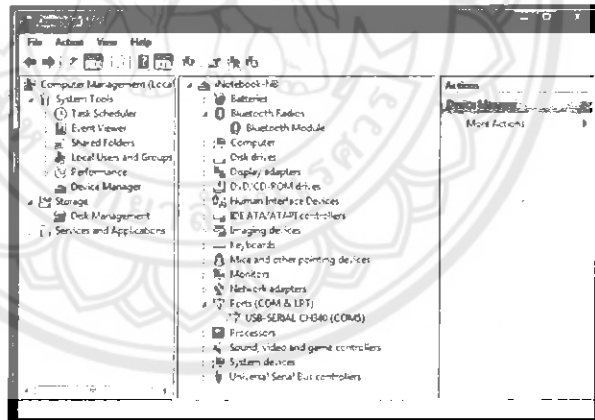 File Action View Help
Computer Management (Local
System Tools
Task Scheduler
Event Viewer
Shared Folders
Local Users and Groups
Performance
Device Manager
Storage
Disk Management
Services and Applications
Notebook-NB
Batteries
Bluetooth Radios
Bluetooth Module
Computer
Disk drives
Display adapters
DVD/CD-ROM drives
Human Interface Devices
IDE ATA/ATAPI controllers
Imaging devices
Keyboards
Mice and other pointing devices
Monitors
Network adapters
Ports (COM & LPT)
USB-SERIAL CH340 (COM5)
Processors
Sound, video and game controllers
System devices
Universal Serial Bus controllers
Actions
Device Manager
More Actions